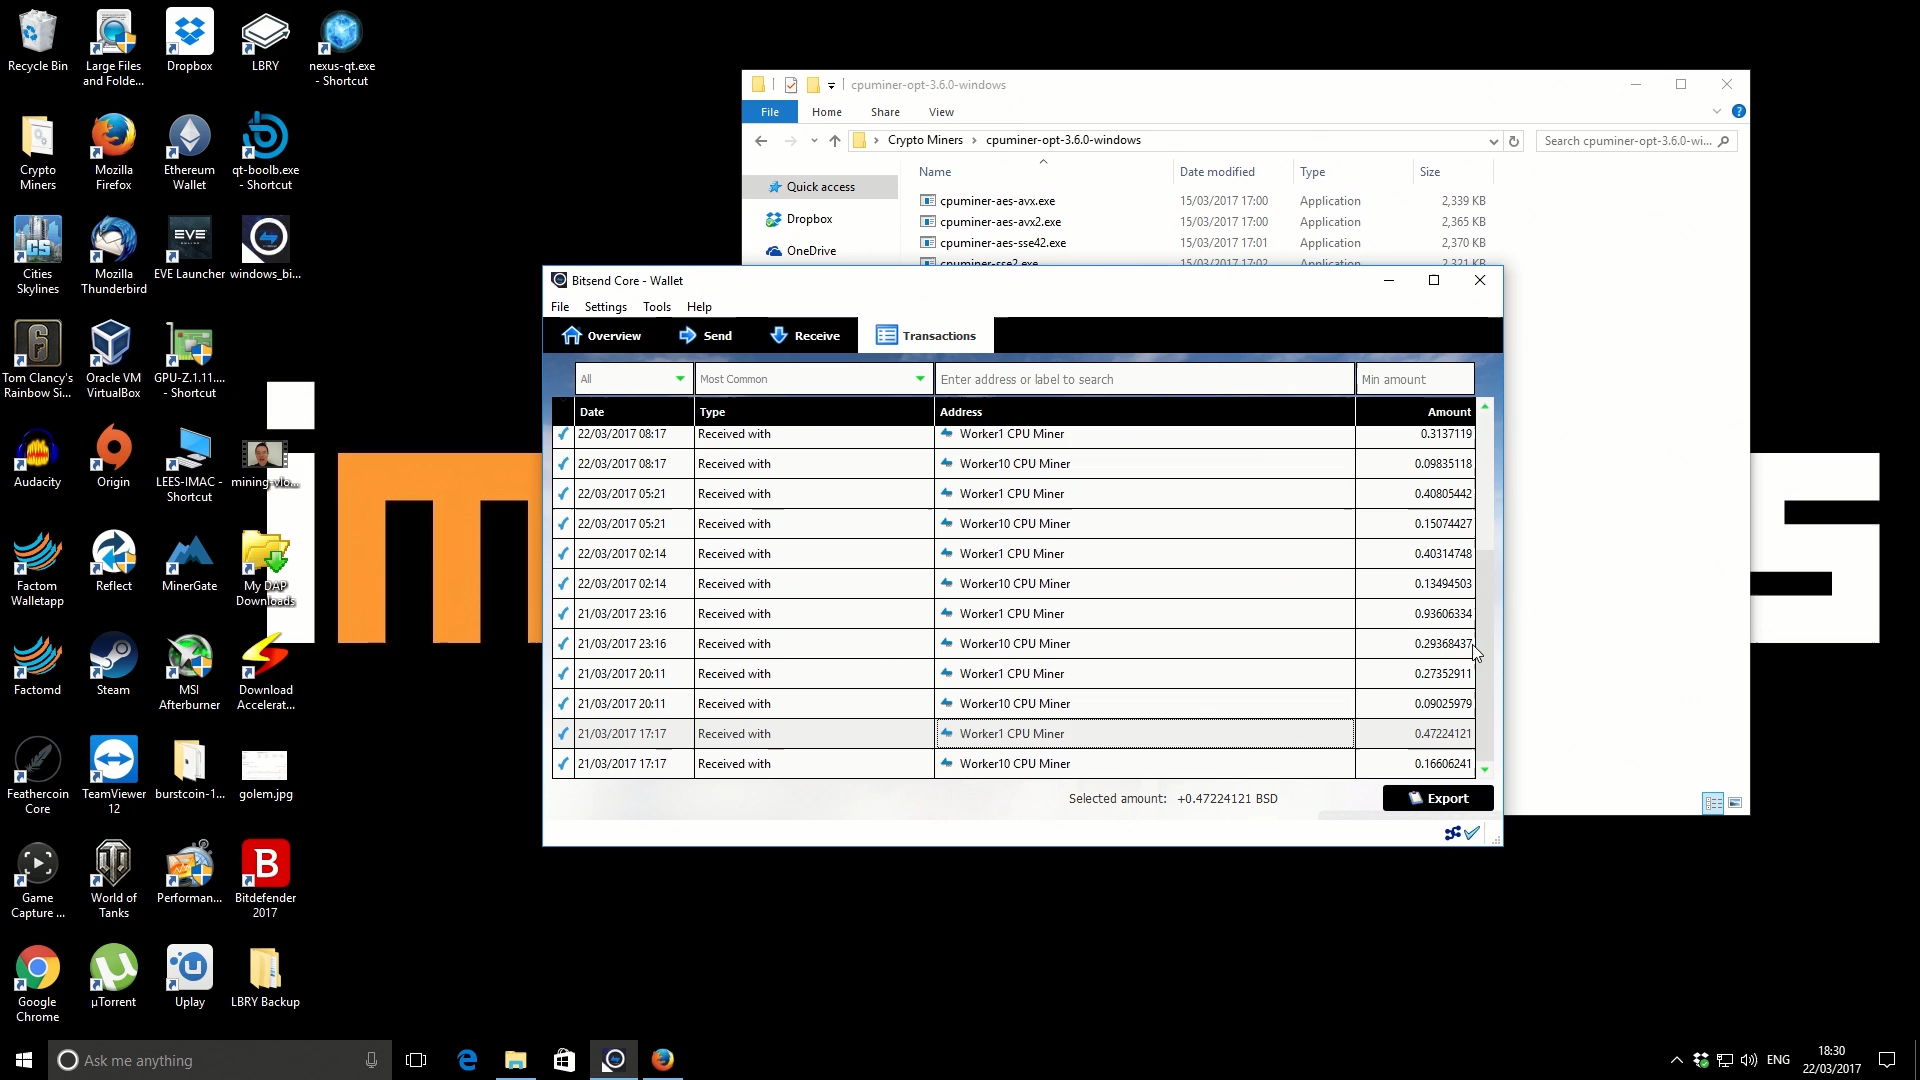 Recycle Bin
Large Files
and Folde...
Dropbox
LBRY
nexus-qt.exe
- Shortcut
Crypto
Miners
Mozilla
Firefox
Ethereum
Wallet
qt-boolb.exe
- Shortcut
Cities
Skylines
Mozilla
Thunderbird
EVE
EVE Launcher
windows_bi...
Tom Clancy's
Rainbow Si...
Oracle VM
VirtualBox
GPU-Z.1.11....
- Shortcut
Audacity
Origin
LEES-IMAC -
Shortcut
mining-vlo...
Factom
Walletapp
Reflect
MinerGate
My DAP
Downloads
Factomd
Steam
MSI
Afterburner
Download
Accelerat...
Feathercoin
Core
TeamViewer
12
burstcoin-1...
golem.jpg
Game
Capture ...
World of
Tanks
Performan...
Bitdefender
2017
Google
Chrome
µTorrent
Uplay
LBRY Backup
im
s
cpuminer-opt-3.6.0-windows
File Home Share View
Crypto Miners cpuminer-opt-3.6.0-windows
Search cpuminer-opt-3.6.0-wi...
Name Date modified Type Size
Quick access
Dropbox
OneDrive
cpuminer-aes-avx.exe 15/03/2017 17:00 Application 2,339 KB
cpuminer-aes-avx2.exe 15/03/2017 17:00 Application 2,365 KB
cpuminer-aes-sse42.exe 15/03/2017 17:01 Application 2,370 KB
cpuminer-sse2.exe 15/03/2017 17:02 Application 2,321 KB
Bitsend Core - Wallet
File Settings Tools Help
Overview Send Receive Transactions
All Most Common Enter address or label to search Min amount
Date Type Address Amount
22/03/2017 08:17 Received with Worker1 CPU Miner 0.3137119
22/03/2017 08:17 Received with Worker10 CPU Miner 0.09835118
22/03/2017 05:21 Received with Worker1 CPU Miner 0.40805442
22/03/2017 05:21 Received with Worker10 CPU Miner 0.15074427
22/03/2017 02:14 Received with Worker1 CPU Miner 0.40314748
22/03/2017 02:14 Received with Worker10 CPU Miner 0.13494503
21/03/2017 23:16 Received with Worker1 CPU Miner 0.93606334
21/03/2017 23:16 Received with Worker10 CPU Miner 0.29368437
21/03/2017 20:11 Received with Worker1 CPU Miner 0.27352911
21/03/2017 20:11 Received with Worker10 CPU Miner 0.09025979
21/03/2017 17:17 Received with Worker1 CPU Miner 0.47224121
21/03/2017 17:17 Received with Worker10 CPU Miner 0.16606241
Selected amount: +0.47224121 BSD
Export
Ask me anything
ENG
18:30
22/03/2017